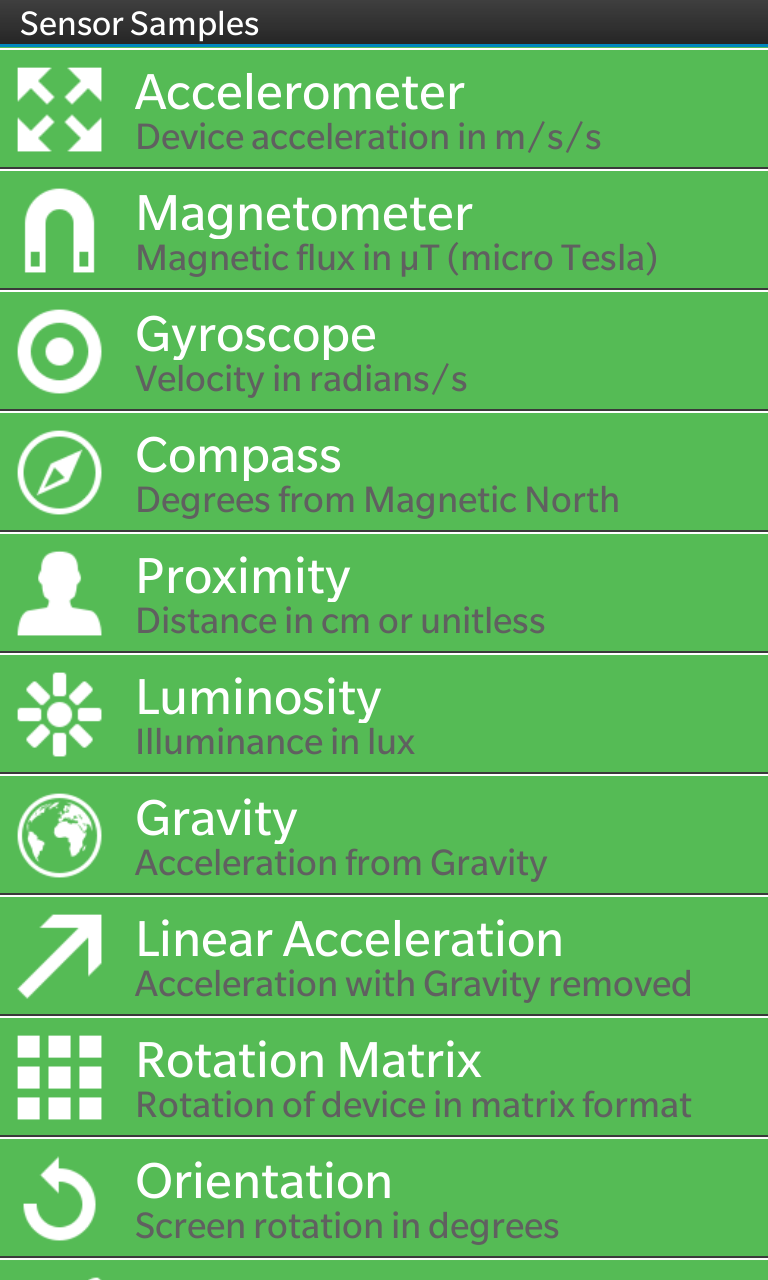 Sensor Samples
Accelerometer
Device acceleration in m/s/s
Magnetometer
Magnetic flux in µT (micro Tesla)
Gyroscope
Velocity in radians/s
Compass
Degrees from Magnetic North
Proximity
Distance in cm or unitless
Luminosity
Illuminance in lux
Gravity
Acceleration from Gravity
Linear Acceleration
Acceleration with Gravity removed
Rotation Matrix
Rotation of device in matrix format
Orientation
Screen rotation in degrees